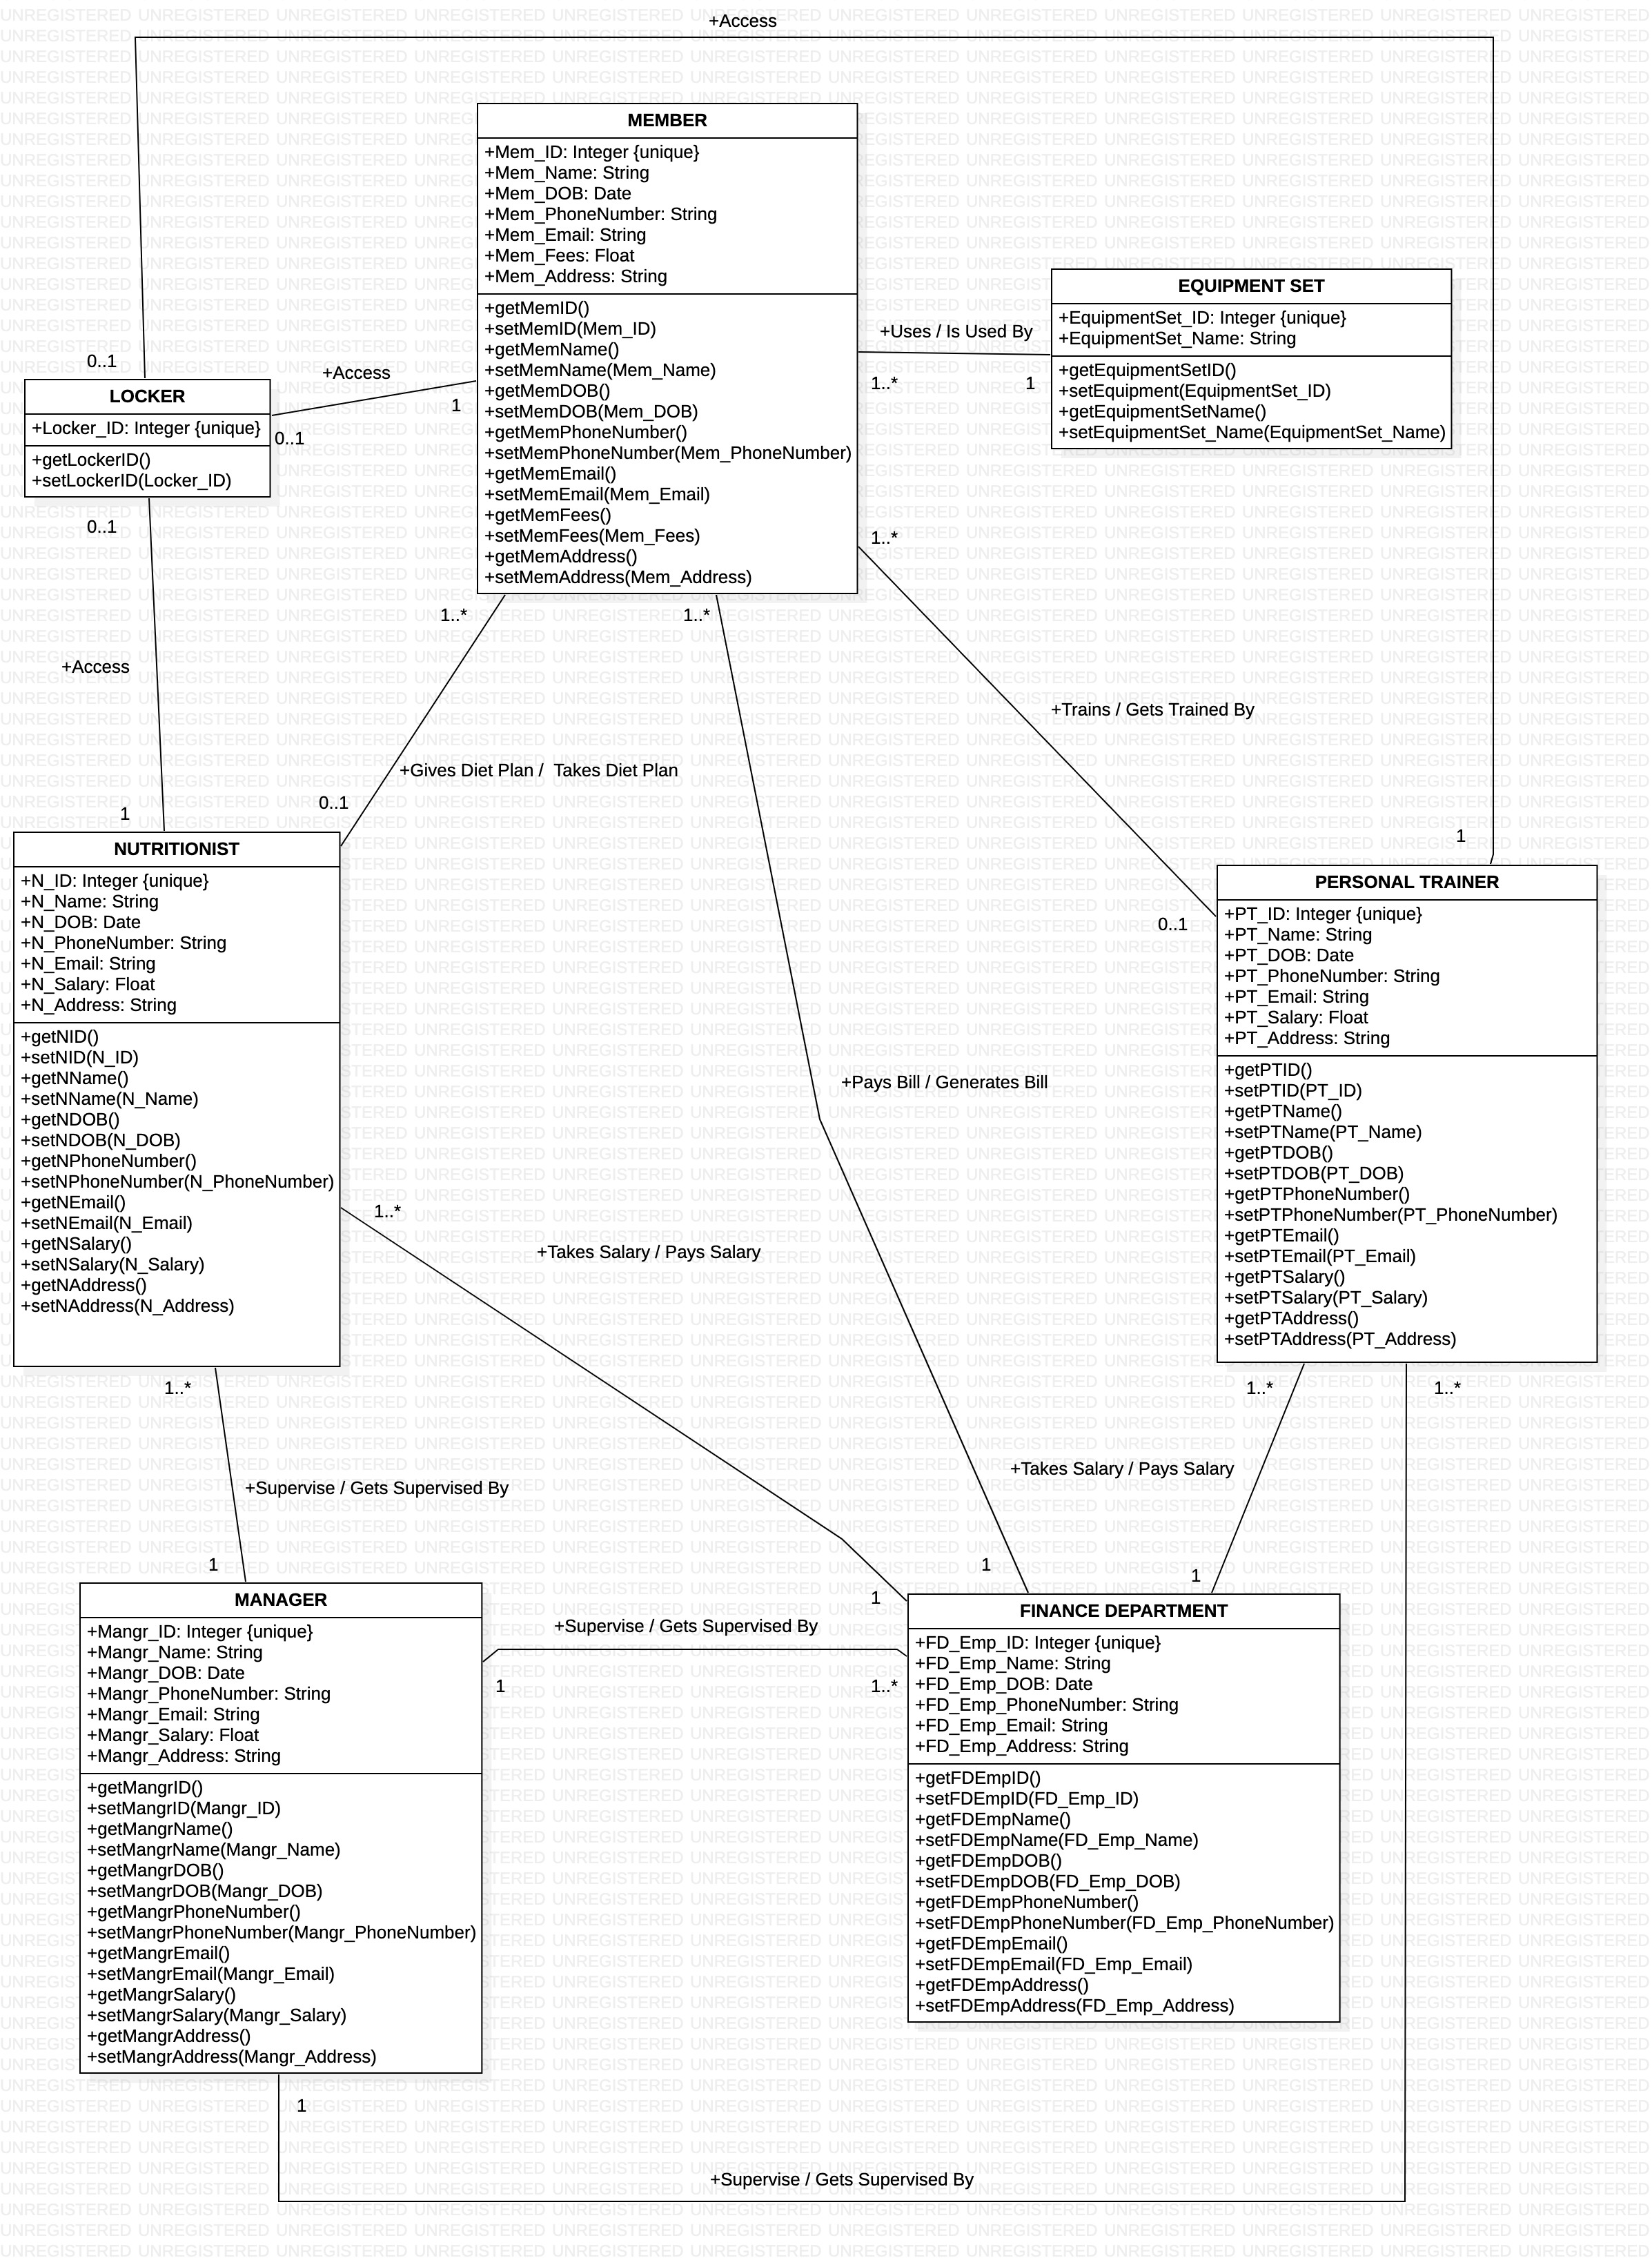 +Access
MEMBER
+Mem_ID: Integer {unique}
+Mem_Name: String
+Mem_DOB: Date
+Mem_PhoneNumber: String
+Mem_Email: String
+Mem_Fees: Float
+Mem_Address: String
+getMemID()
+setMemID(Mem_ID)
+getMemName()
+setMemName(Mem_Name)
+getMemDOB()
+setMemDOB(Mem_DOB)
+getMemPhoneNumber()
+setMemPhoneNumber(Mem_PhoneNumber)
+getMemEmail()
+setMemEmail(Mem_Email)
+getMemFees()
+setMemFees(Mem_Fees)
+getMemAddress()
+setMemAddress(Mem_Address)
+Uses / Is Used By
1..*
1
EQUIPMENT SET
+EquipmentSet_ID: Integer {unique}
+EquipmentSet_Name: String
+getEquipmentSetID()
+setEquipment(EquipmentSet_ID)
+getEquipmentSetName()
+setEquipmentSet_Name(EquipmentSet_Name)
0..1
LOCKER
+Locker_ID: Integer {unique}
+getLockerID()
+setLockerID(Locker_ID)
+Access
1
0..1
0..1
+Access
1
1..*
+Gives Diet Plan /  Takes Diet Plan
0..1
1..*
1..*
+Trains / Gets Trained By
0..1
1
NUTRITIONIST
+N_ID: Integer {unique}
+N_Name: String
+N_DOB: Date
+N_PhoneNumber: String
+N_Email: String
+N_Salary: Float
+N_Address: String
+getNID()
+setNID(N_ID)
+getNName()
+setNName(N_Name)
+getNDOB()
+setNDOB(N_DOB)
+getNPhoneNumber()
+setNPhoneNumber(N_PhoneNumber)
+getNEmail()
+setNEmail(N_Email)
+getNSalary()
+setNSalary(N_Salary)
+getNAddress()
+setNAddress(N_Address)
PERSONAL TRAINER
+PT_ID: Integer {unique}
+PT_Name: String
+PT_DOB: Date
+PT_PhoneNumber: String
+PT_Email: String
+PT_Salary: Float
+PT_Address: String
+getPTID()
+setPTID(PT_ID)
+getPTName()
+setPTName(PT_Name)
+getPTDOB()
+setPTDOB(PT_DOB)
+getPTPhoneNumber()
+setPTPhoneNumber(PT_PhoneNumber)
+getPTEmail()
+setPTEmail(PT_Email)
+getPTSalary()
+setPTSalary(PT_Salary)
+getPTAddress()
+setPTAddress(PT_Address)
+Pays Bill / Generates Bill
1..*
+Takes Salary / Pays Salary
1..*
1..*
1..*
+Takes Salary / Pays Salary
+Supervise / Gets Supervised By
1
1
1
1
MANAGER
+Mangr_ID: Integer {unique}
+Mangr_Name: String
+Mangr_DOB: Date
+Mangr_PhoneNumber: String
+Mangr_Email: String
+Mangr_Salary: Float
+Mangr_Address: String
+getMangrID()
+setMangrID(Mangr_ID)
+getMangrName()
+setMangrName(Mangr_Name)
+getMangrDOB()
+setMangrDOB(Mangr_DOB)
+getMangrPhoneNumber()
+setMangrPhoneNumber(Mangr_PhoneNumber)
+getMangrEmail()
+setMangrEmail(Mangr_Email)
+getMangrSalary()
+setMangrSalary(Mangr_Salary)
+getMangrAddress()
+setMangrAddress(Mangr_Address)
+Supervise / Gets Supervised By
1
1..*
FINANCE DEPARTMENT
+FD_Emp_ID: Integer {unique}
+FD_Emp_Name: String
+FD_Emp_DOB: Date
+FD_Emp_PhoneNumber: String
+FD_Emp_Email: String
+FD_Emp_Address: String
+getFDEmpID()
+setFDEmpID(FD_Emp_ID)
+getFDEmpName()
+setFDEmpName(FD_Emp_Name)
+getFDEmpDOB()
+setFDEmpDOB(FD_Emp_DOB)
+getFDEmpPhoneNumber()
+setFDEmpPhoneNumber(FD_Emp_PhoneNumber)
+getFDEmpEmail()
+setFDEmpEmail(FD_Emp_Email)
+getFDEmpAddress()
+setFDEmpAddress(FD_Emp_Address)
1
+Supervise / Gets Supervised By